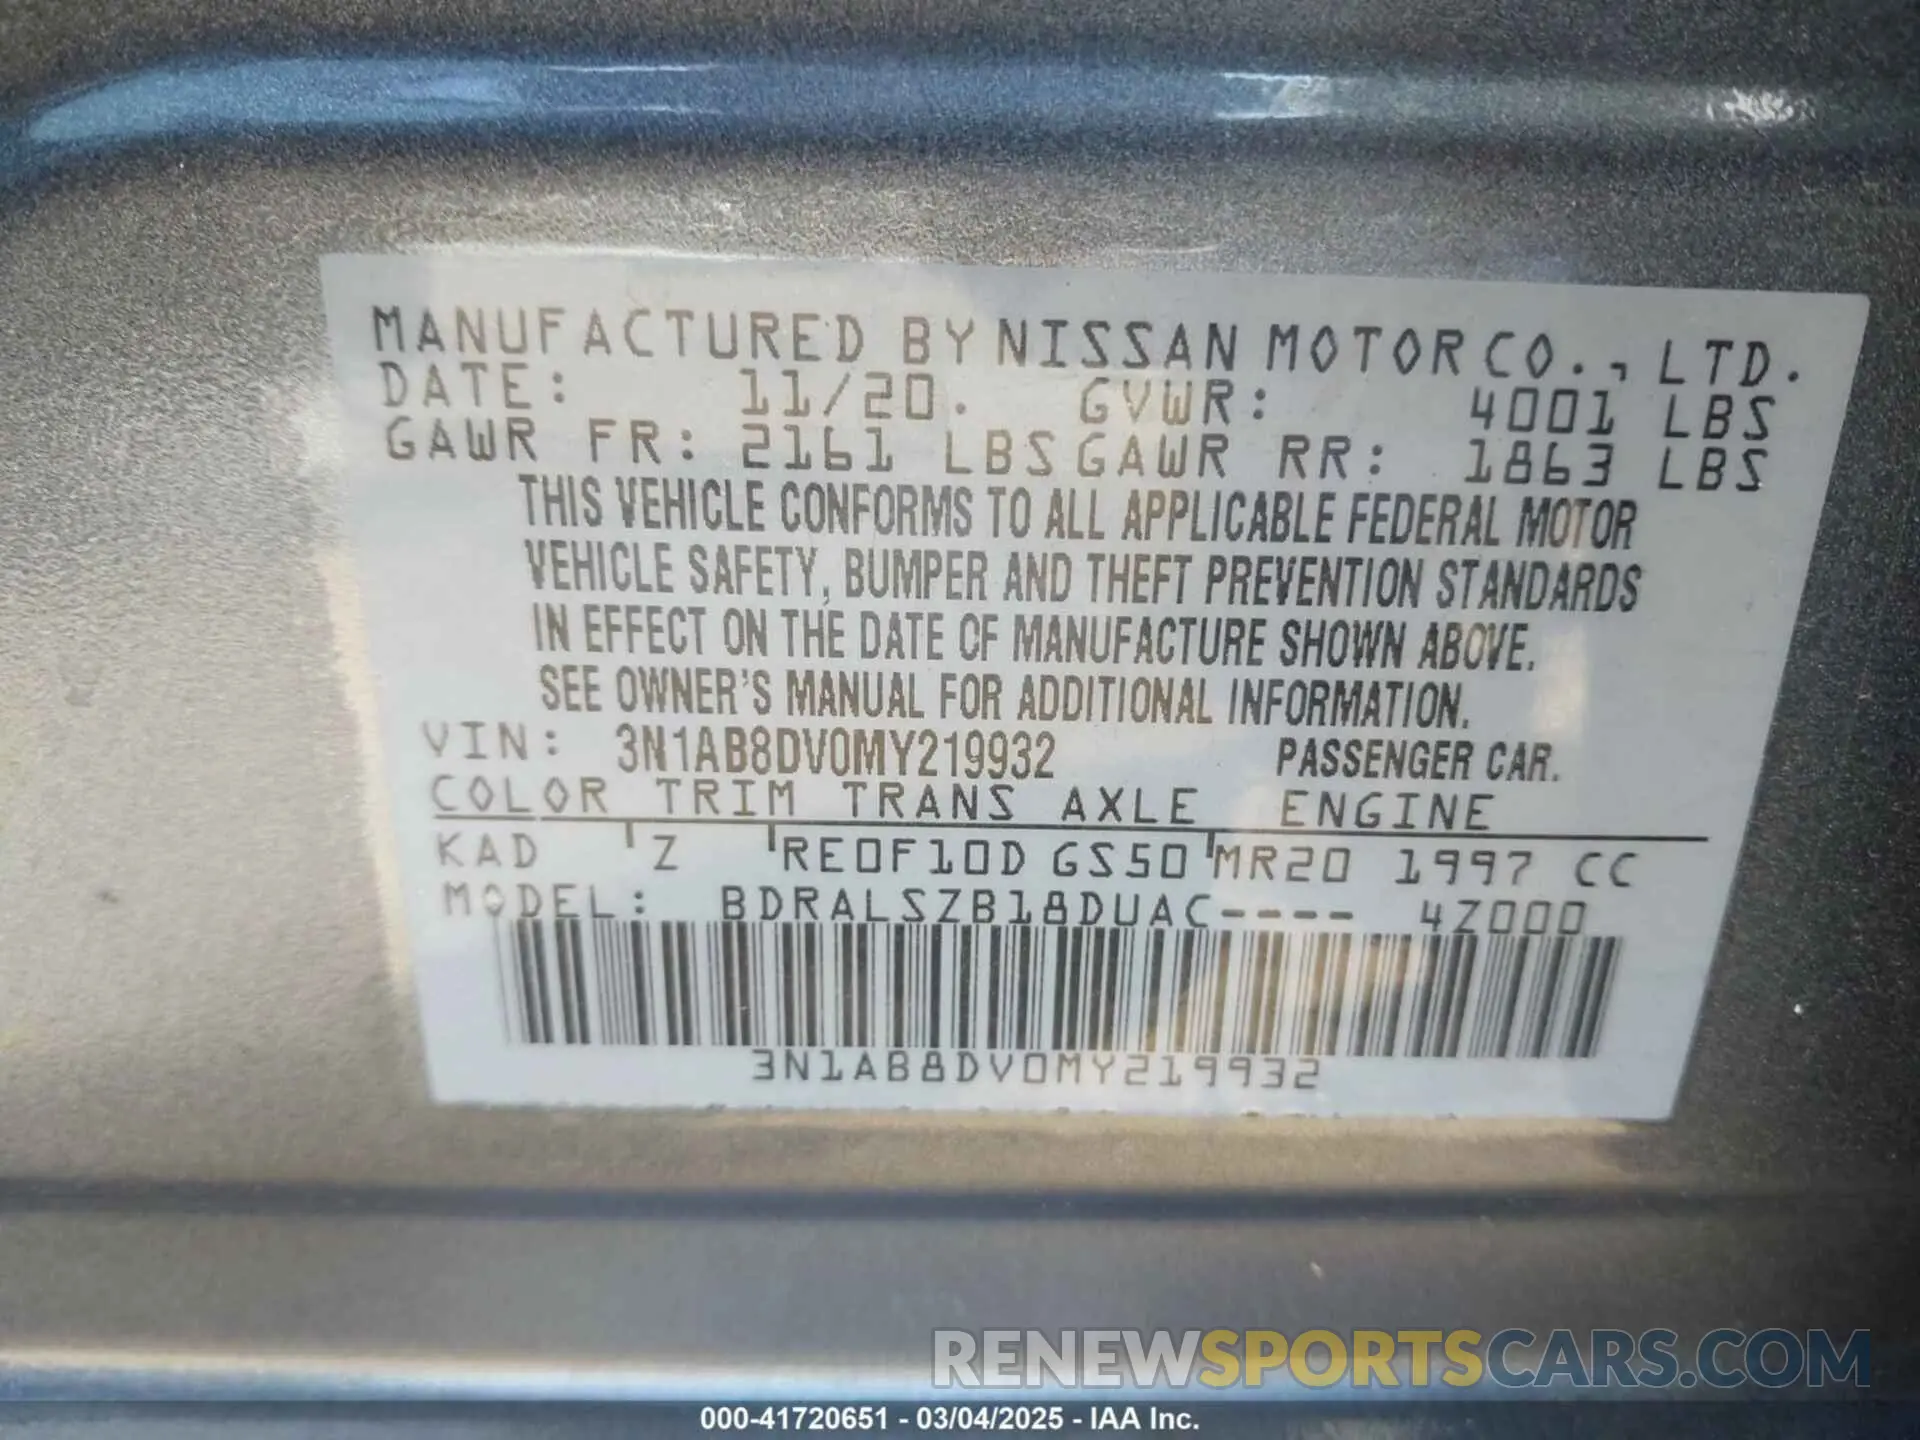 MANUFACTURED BY NISSAN MOTOR CO., LTD.
DATE: 11/20. GVWR: 4001 LBS
GAWR FR: 2161 LBS GAWR RR: 1863 LBS
THIS VEHICLE CONFORMS TO ALL APPLICABLE FEDERAL MOTOR
VEHICLE SAFETY, BUMPER AND THEFT PREVENTION STANDARDS
IN EFFECT ON THE DATE OF MANUFACTURE SHOWN ABOVE.
SEE OWNER'S MANUAL FOR ADDITIONAL INFORMATION.
VIN: 3N1AB8DV0MY219932 PASSENGER CAR.
COLOR TRIM TRANS AXLE ENGINE
KAD Z RE0F10D GS50 MR20 1997 CC
MODEL: BDRALSZB18DUAC---- 4Z000
3N1AB8DV0MY219932
RENEWSPORTSCARS.COM
000-41720651 - 03/04/2025 - IAA Inc.